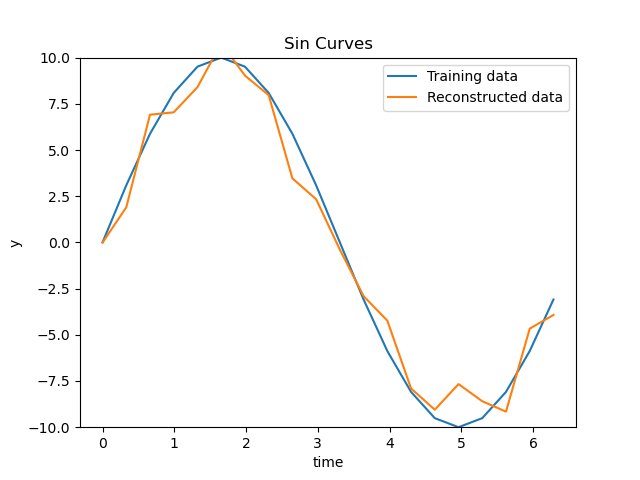 Sin Curves
Training data
Reconstructed data
10.0
7.5
5.0
2.5
0.0
−2.5
−5.0
−7.5
−10.0
y
0 1 2 3 4 5 6
time